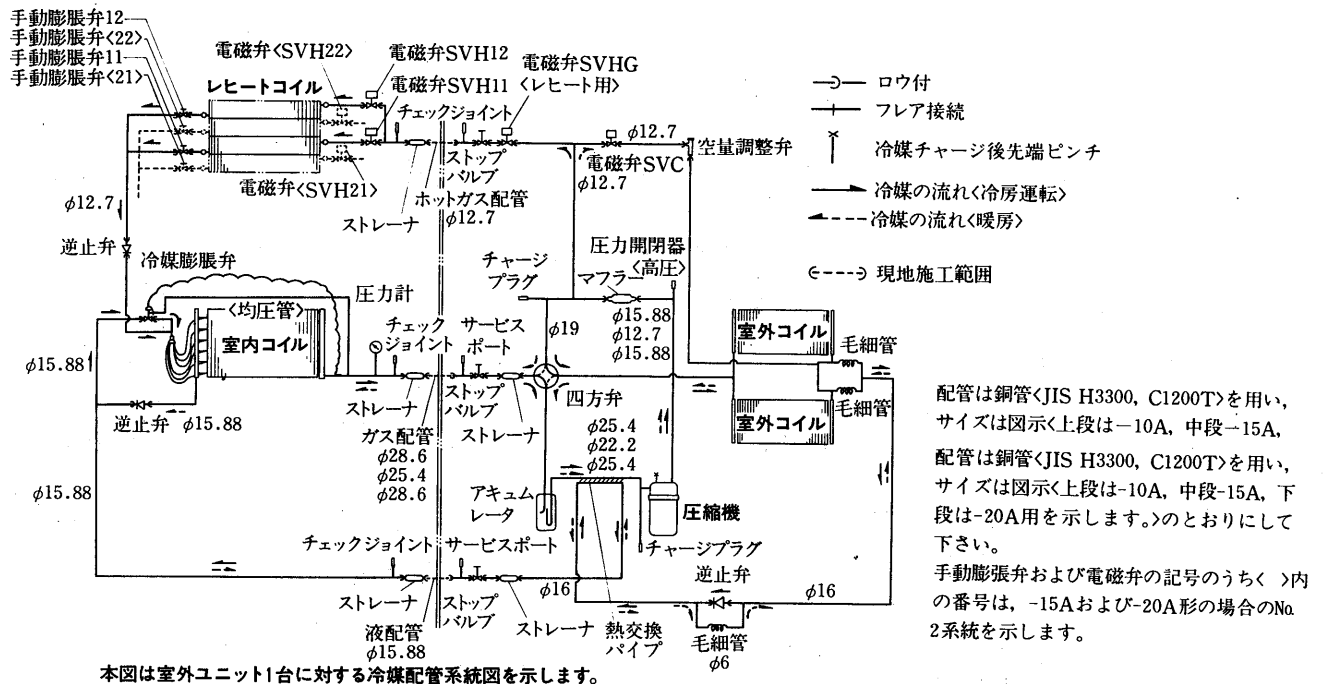 手動膨脹弁12
手動膨脹弁<22>
手動膨脹弁11
手動膨脹弁<21>
電磁弁<SVH22>
電磁弁SVH12
電磁弁SVHG
<レヒート用>
レヒートコイル
電磁弁SVH11
チェックジョイント
φ12.7
空量調整弁
ストップ
バルブ
電磁弁SVC
φ12.7
電磁弁<SVH21>
ストレーナ
ホットガス配管
φ12.7
φ12.7
逆止弁
冷媒膨脹弁
チャージ
プラグ
圧力開閉器
<高圧>
マフラー
<均圧管>
圧力計
室内コイル
チェック
ジョイント
サービス
ポート
φ19
φ15.88
φ12.7
φ15.88
室外コイル
毛細管
φ15.88
逆止弁
φ15.88
ストレーナ
ストップ
バルブ
ストレーナ
四方弁
毛細管
室外コイル
ガス配管
φ28.6
φ25.4
φ28.6
φ25.4
φ22.2
φ25.4
φ15.88
アキュム
レータ
圧縮機
チャージプラグ
チェックジョイント
サービスポート
逆止弁
φ16
φ16
ストレーナ
ストップ
バルブ
ストレーナ
熱交換
パイプ
毛細管
φ6
液配管
φ15.88
本図は室外ユニット1台に対する冷媒配管系統図を示します。
ロウ付
フレア接続
冷媒チャージ後先端ピンチ
冷媒の流れ<冷房運転>
冷媒の流れ<暖房>
現地施工範囲
配管は銅管<JIS H3300, C1200T>を用い,
サイズは図示<上段は−10A, 中段−15A,
配管は銅管<JIS H3300, C1200T>を用い,
サイズは図示<上段は-10A, 中段-15A, 下
段は-20A用を示します。>のとおりにして
下さい。
手動膨張弁および電磁弁の記号のうち< >内
の番号は, -15Aおよび-20A形の場合のNo.
2系統を示します。